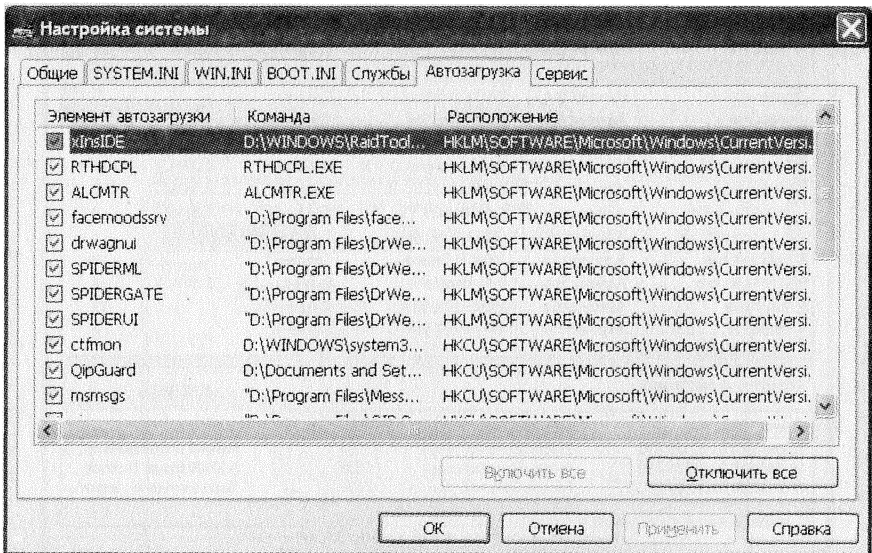 Настройка системы
Общие SYSTEM.INI WIN.INI BOOT.INI Службы Автозагрузка Сервис
Элемент автозагрузки Команда Расположение
xInsIDE D:\WINDOWS\RaidTool... HKLM\SOFTWARE\Microsoft\Windows\CurrentVersi.
RTHDCPL RTHDCPL.EXE HKLM\SOFTWARE\Microsoft\Windows\CurrentVersi.
ALCMTR ALCMTR.EXE HKLM\SOFTWARE\Microsoft\Windows\CurrentVersi.
facemoodssrv "D:\Program Files\face... HKLM\SOFTWARE\Microsoft\Windows\CurrentVersi.
drwagnui "D:\Program Files\DrWe... HKLM\SOFTWARE\Microsoft\Windows\CurrentVersi.
SPIDERML "D:\Program Files\DrWe... HKLM\SOFTWARE\Microsoft\Windows\CurrentVersi.
SPIDERGATE "D:\Program Files\DrWe... HKLM\SOFTWARE\Microsoft\Windows\CurrentVersi.
SPIDERUI "D:\Program Files\DrWe... HKLM\SOFTWARE\Microsoft\Windows\CurrentVersi.
ctfmon D:\WINDOWS\system3... HKCU\SOFTWARE\Microsoft\Windows\CurrentVersi.
QipGuard D:\Documents and Set... HKCU\SOFTWARE\Microsoft\Windows\CurrentVersi.
msmsgs "D:\Program Files\Mess... HKCU\SOFTWARE\Microsoft\Windows\CurrentVersi.
Включить все Отключить все
OK Отмена Применить Справка